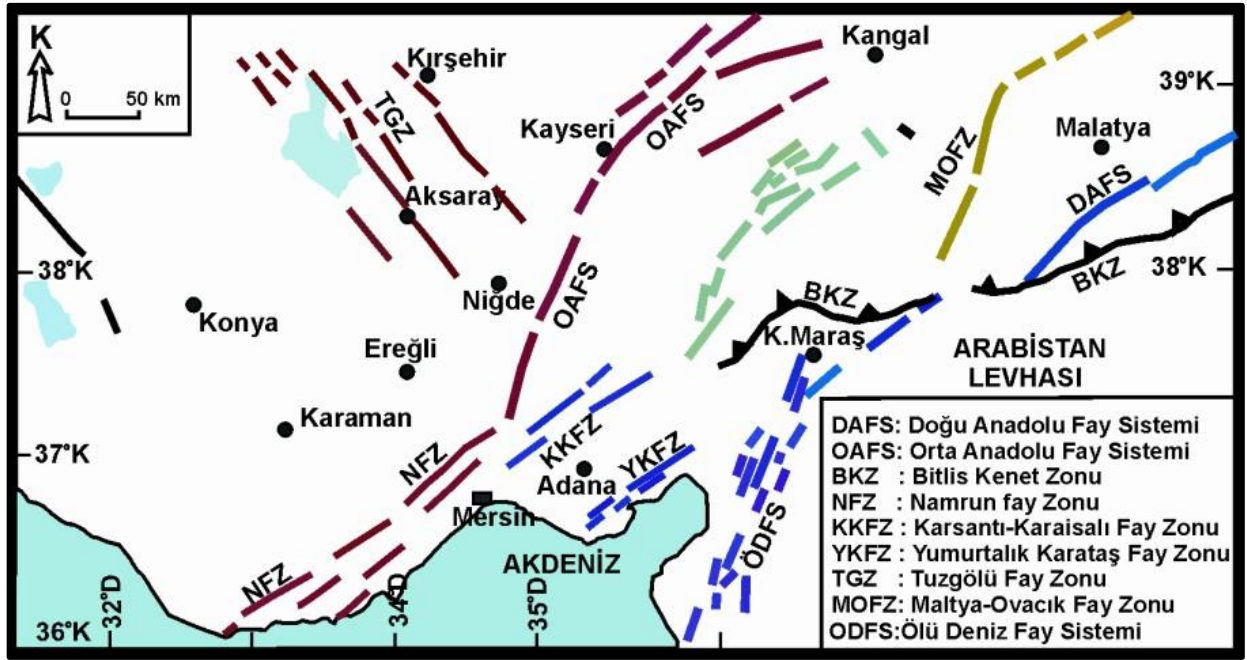 K
0 50 km
Kırşehir
Kangal
39°K
TGZ
Kayseri
OAFS
MOFZ
Malatya
DAFS
Aksaray
38°K
Niğde
OAFS
BKZ
BKZ
38°K
Konya
K.Maraş
Ereğli
ARABİSTAN
LEVHASI
Karaman
37°K
NFZ
KKFZ
YKFZ
Adana
Mersin
ÖDFS
AKDENİZ
NFZ
32°D
34°D
35°D
36°K
DAFS: Doğu Anadolu Fay Sistemi
OAFS: Orta Anadolu Fay Sistemi
BKZ : Bitlis Kenet Zonu
NFZ : Namrun fay Zonu
KKFZ : Karsantı-Karaisalı Fay Zonu
YKFZ : Yumurtalık Karataş Fay Zonu
TGZ : Tuzgölü Fay Zonu
MOFZ: Maltya-Ovacık Fay Zonu
ODFS:Ölü Deniz Fay Sistemi